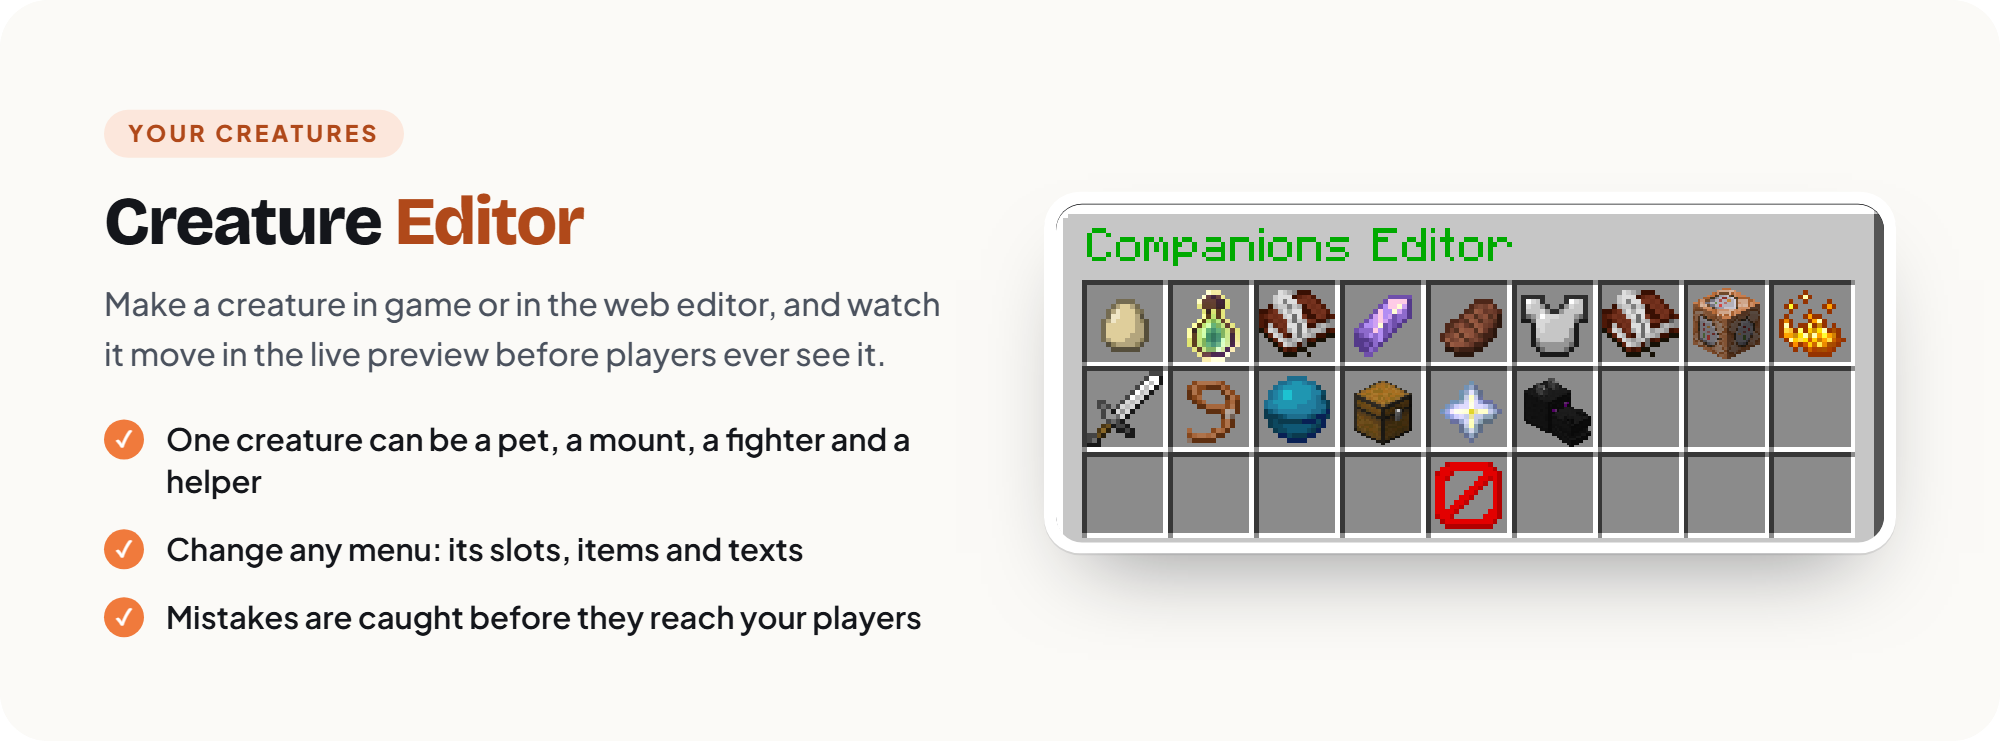 YOUR CREATURES
Creature Editor
Make a creature in game or in the web editor, and watch
it move in the live preview before players ever see it.
One creature can be a pet, a mount, a fighter and a
helper
Change any menu: its slots, items and texts
Mistakes are caught before they reach your players
Companions Editor